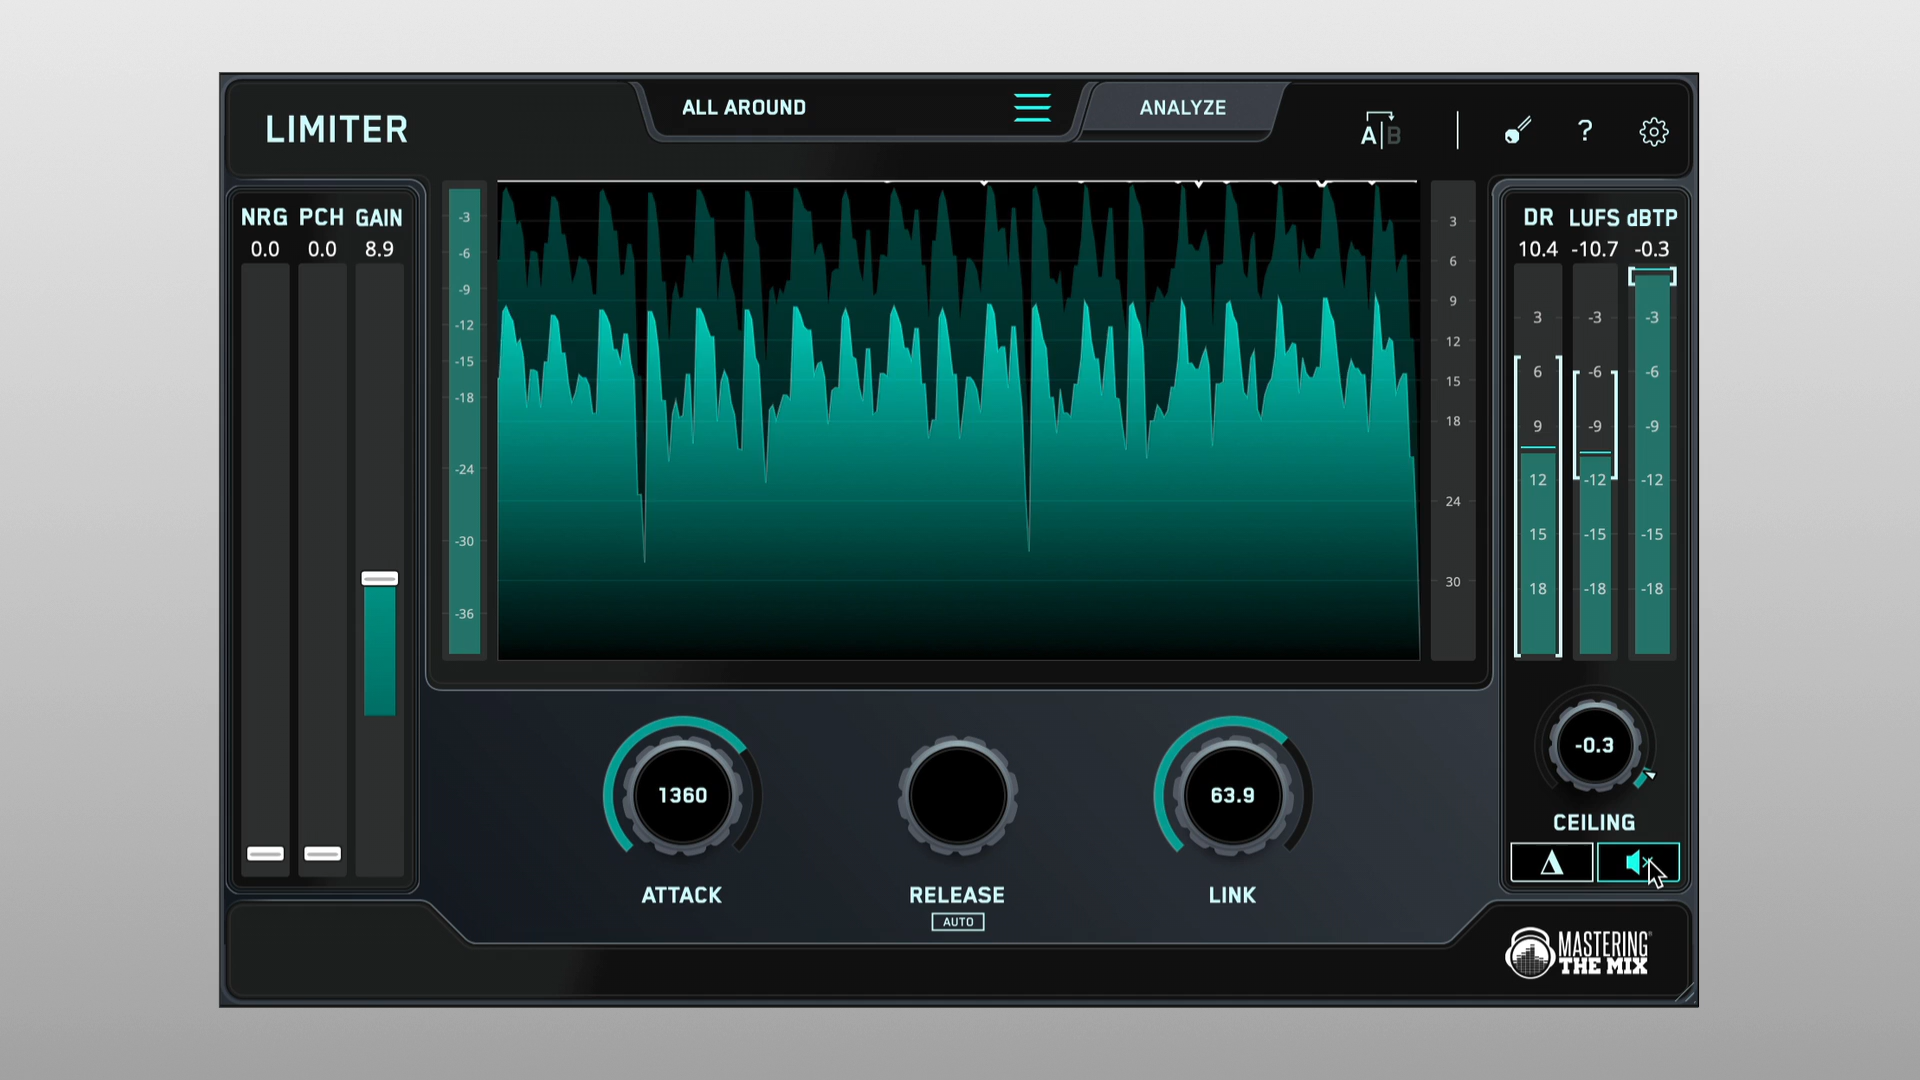 LIMITER
ALL AROUND
ANALYZE
A|B
?
NRG PCH GAIN
0.0 0.0 8.9
-3
-6
-9
-12
-15
-18
-24
-30
-36
3
6
9
12
15
18
24
30
DR LUFS dBTP
10.4 -10.7 -0.3
3 -3 -3
6 -6 -6
9 -9 -9
12 -12 -12
15 -15 -15
18 -18 -18
-0.3
CEILING
1360
ATTACK
RELEASE
AUTO
63.9
LINK
MASTERING
THE MIX